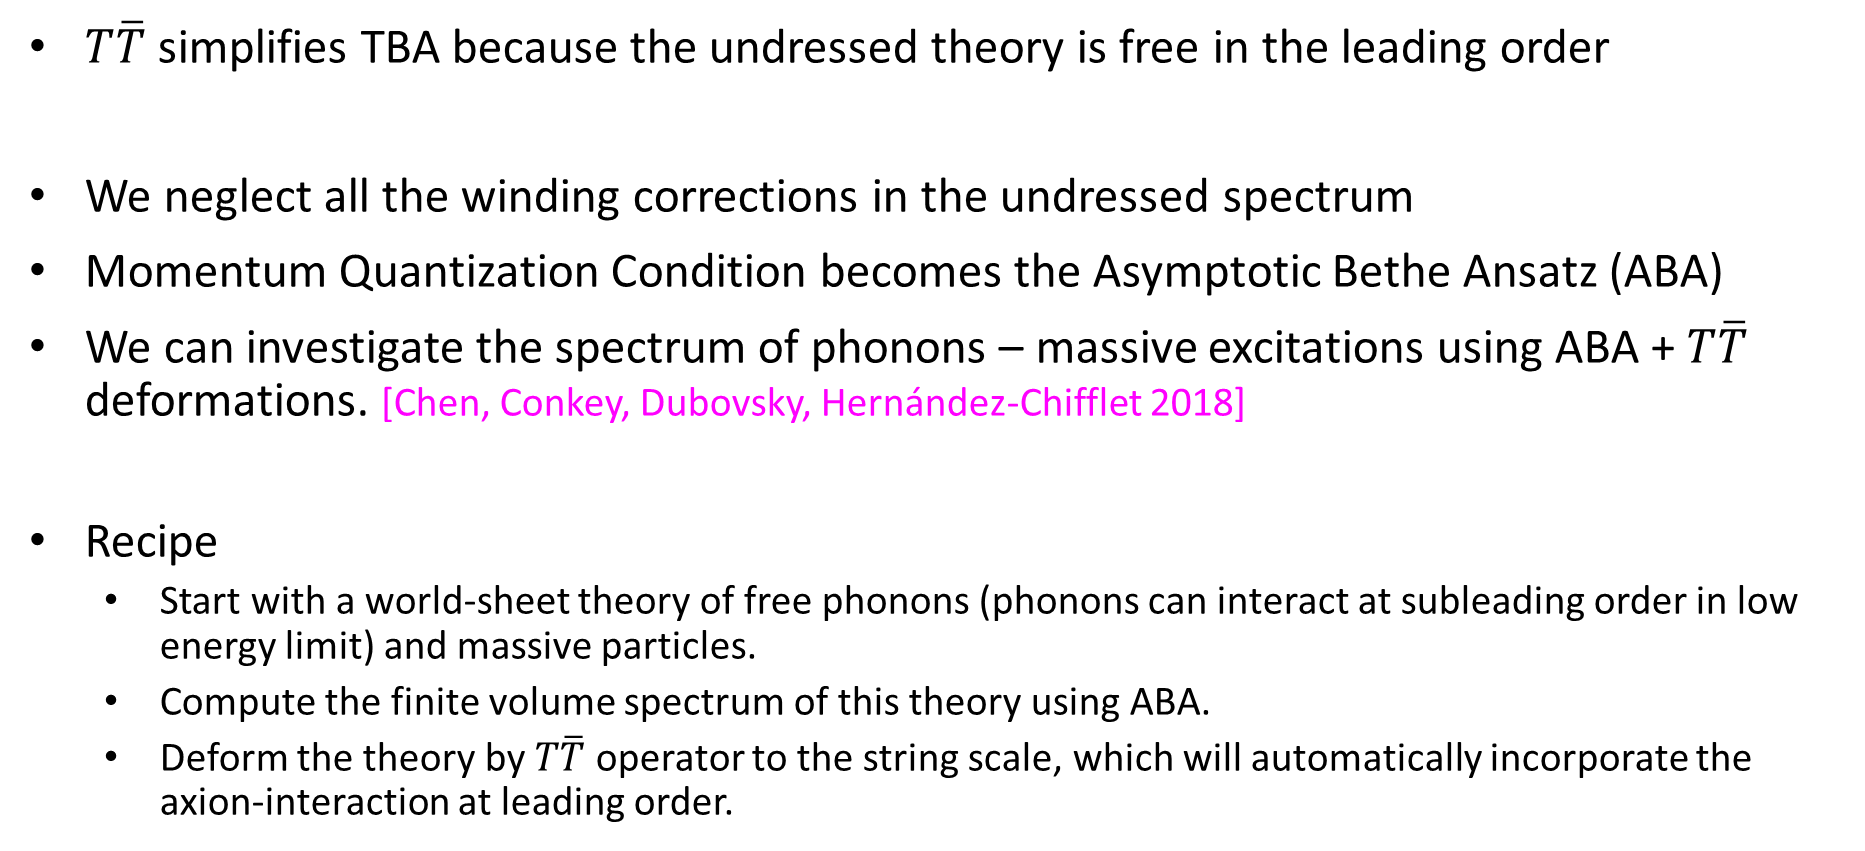 • TT̅ simplifies TBA because the undressed theory is free in the leading order
• We neglect all the winding corrections in the undressed spectrum
• Momentum Quantization Condition becomes the Asymptotic Bethe Ansatz (ABA)
• We can investigate the spectrum of phonons – massive excitations using ABA + TT̅
deformations. [Chen, Conkey, Dubovsky, Hernández-Chifflet 2018]
• Recipe
• Start with a world-sheet theory of free phonons (phonons can interact at subleading order in low
energy limit) and massive particles.
• Compute the finite volume spectrum of this theory using ABA.
• Deform the theory by TT̅ operator to the string scale, which will automatically incorporate the
axion-interaction at leading order.